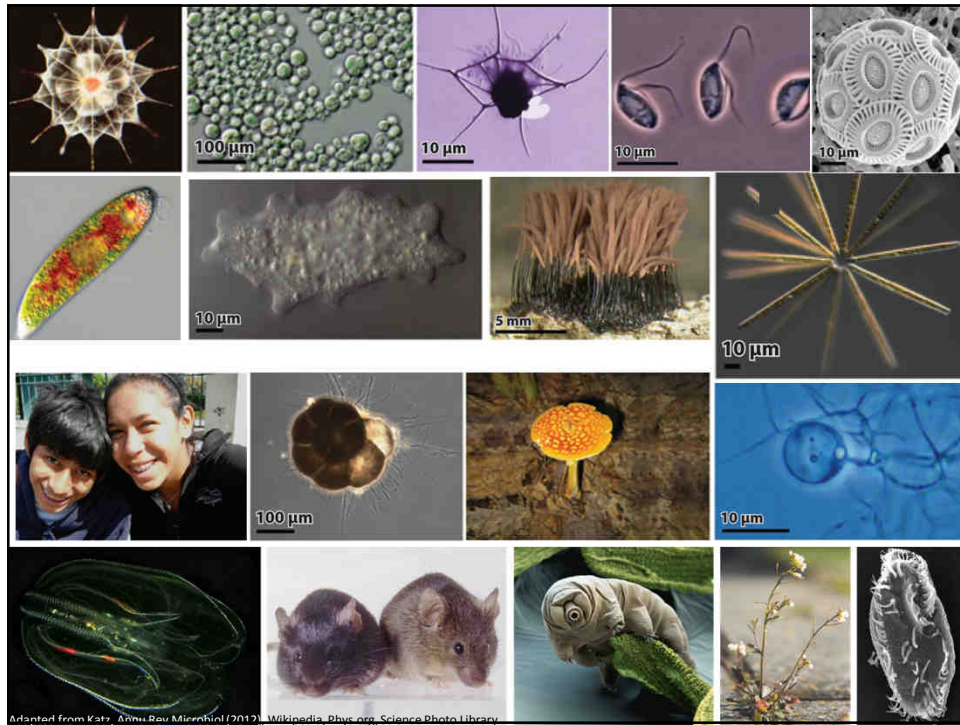 100 µm
10 µm
10 µm
10 µm
10 µm
5 mm
10 µm
100 µm
10 µm
Adapted from Katz, Annu Rev Microbiol (2012), Wikipedia, Phys.org, Science Photo Library